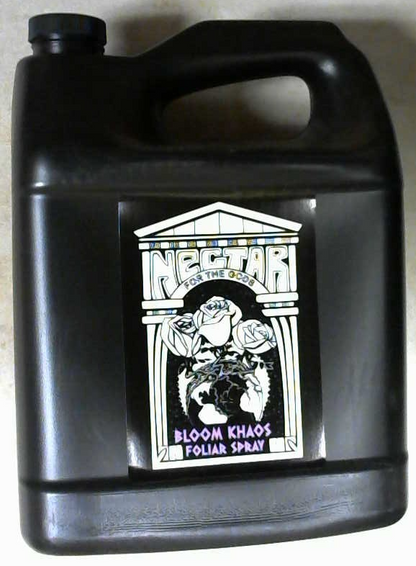 NECTAR
FOR THE GODS
BLOOM KHAOS
FOLIAR SPRAY